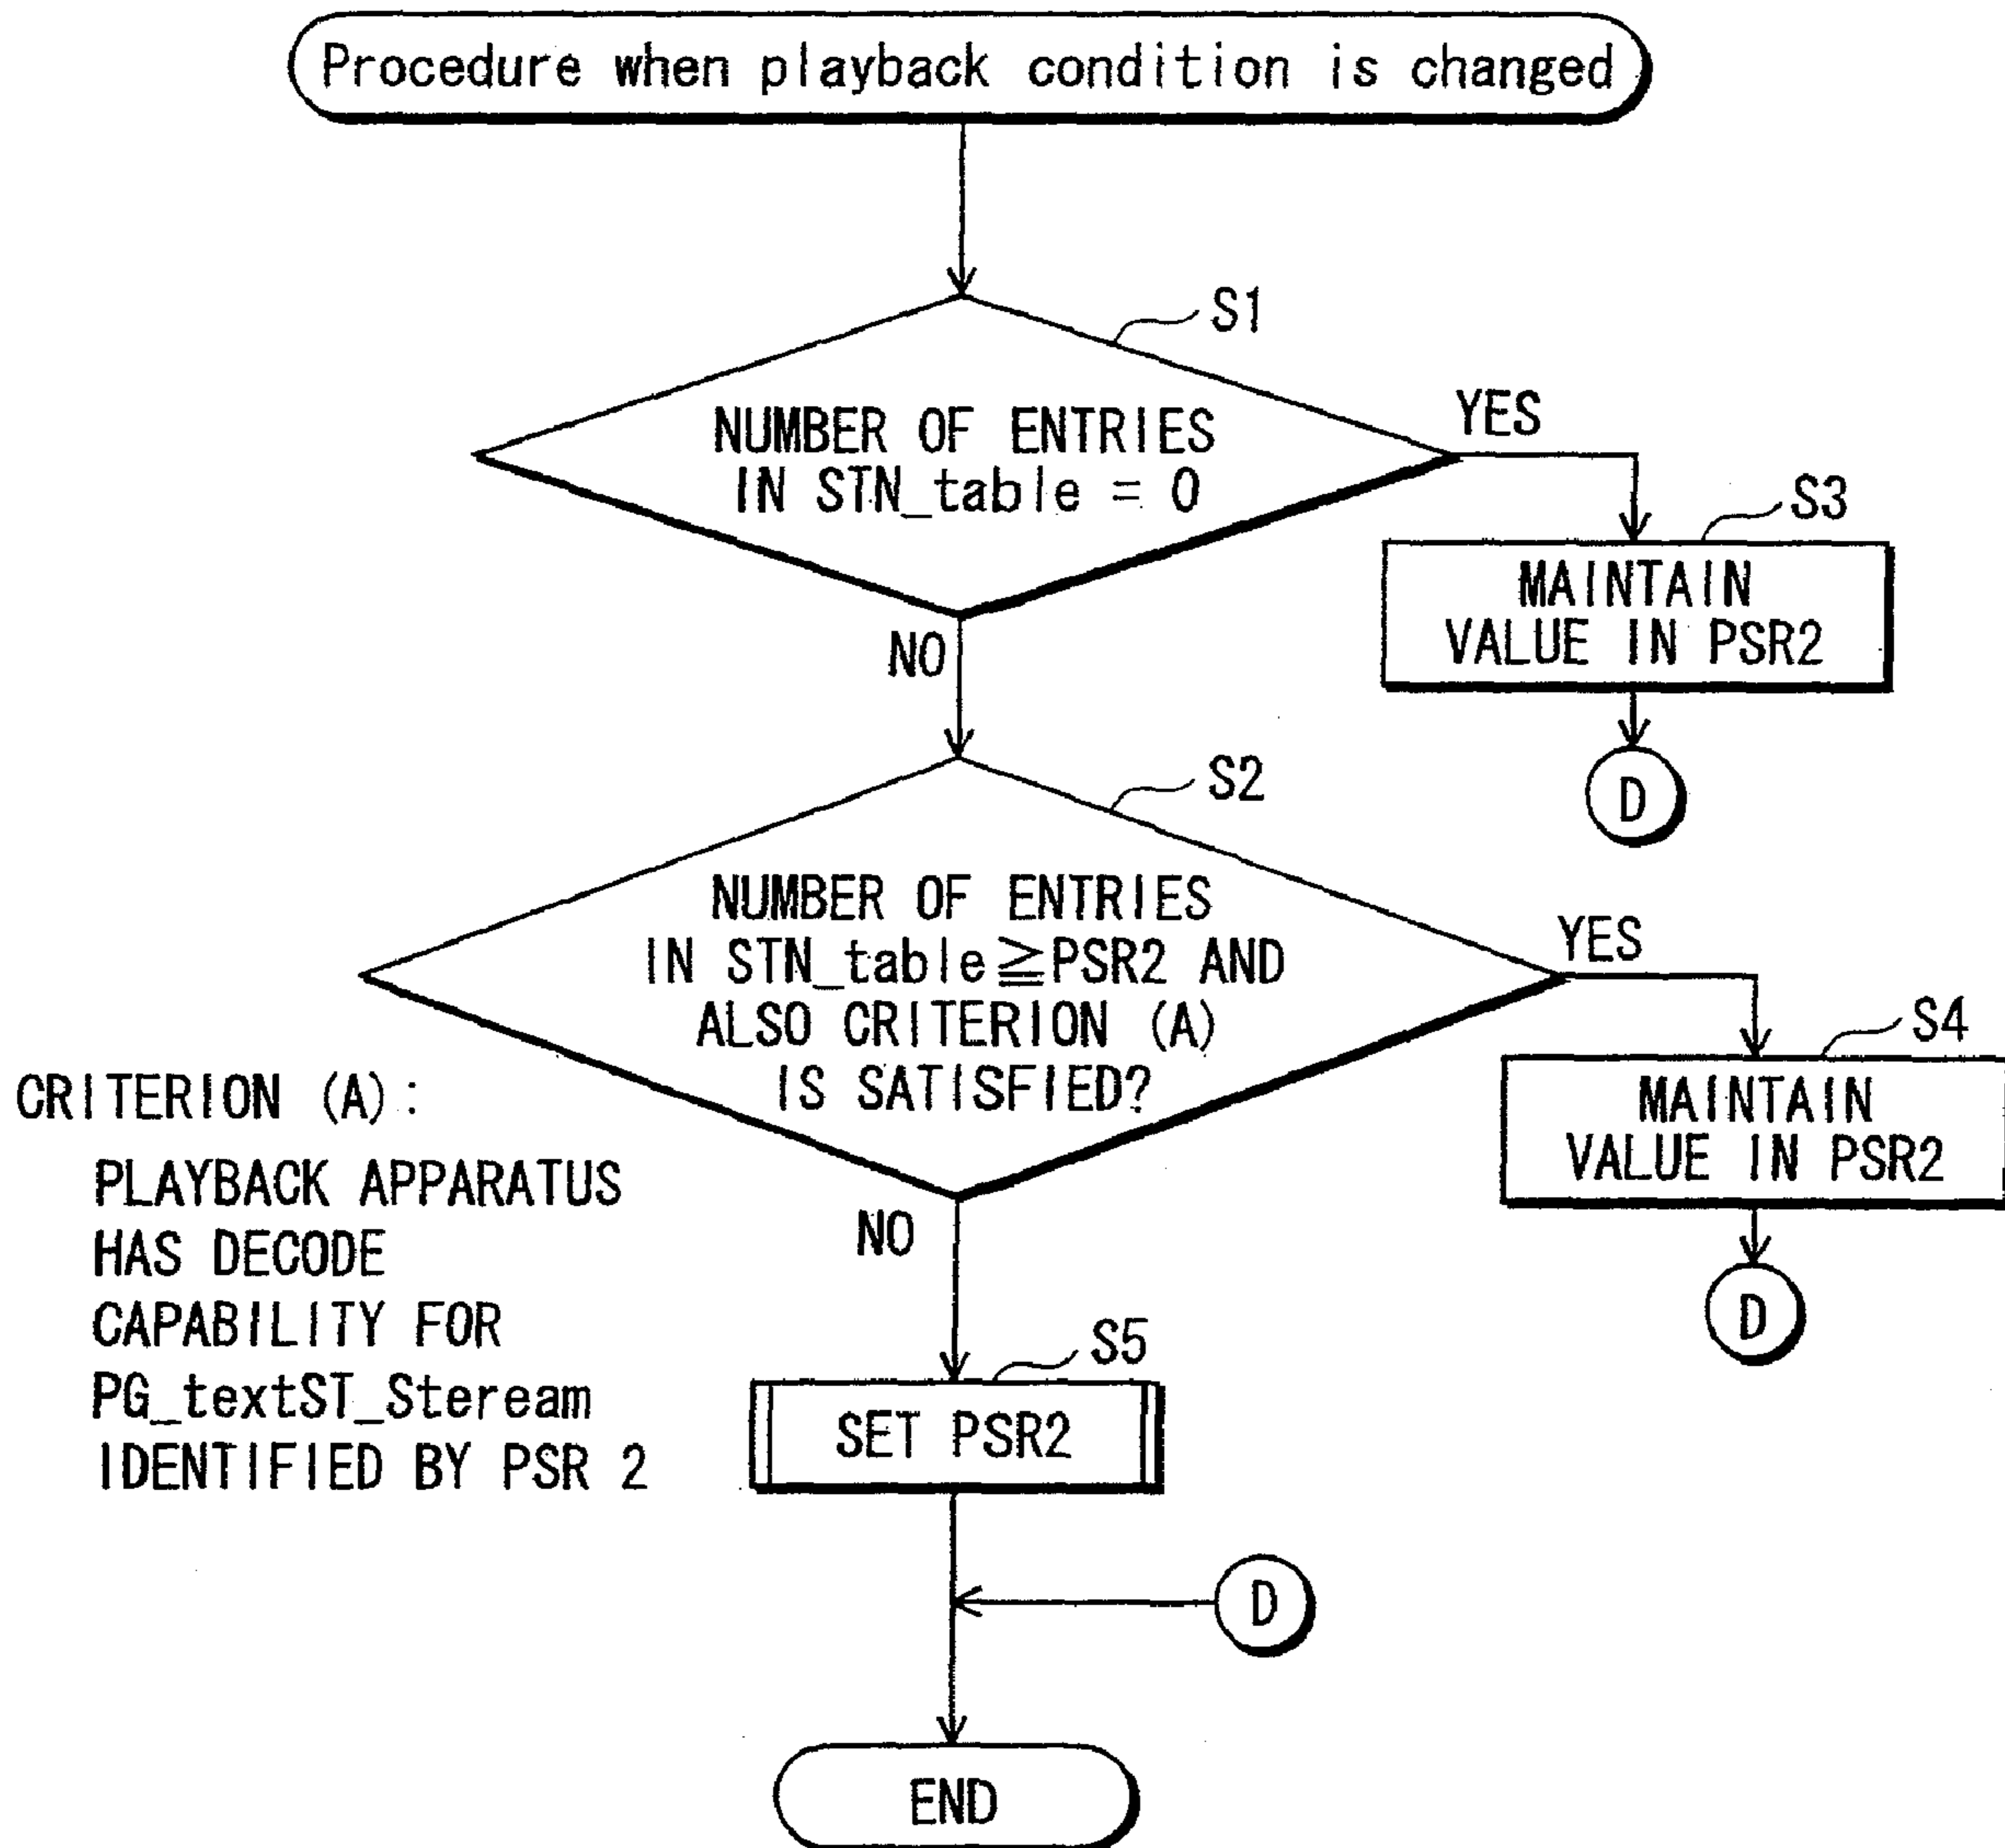 Procedure when playback condition is changed
S1
NUMBER OF ENTRIES
IN STN_table = 0
YES
S3
MAINTAIN
VALUE IN PSR2
NO
D
S2
NUMBER OF ENTRIES
IN STN_table≧PSR2 AND
ALSO CRITERION (A)
IS SATISFIED?
YES
S4
MAINTAIN
VALUE IN PSR2
D
CRITERION (A):
PLAYBACK APPARATUS
HAS DECODE
CAPABILITY FOR
PG_textST_Steream
IDENTIFIED BY PSR 2
NO
S5
SET PSR2
D
END